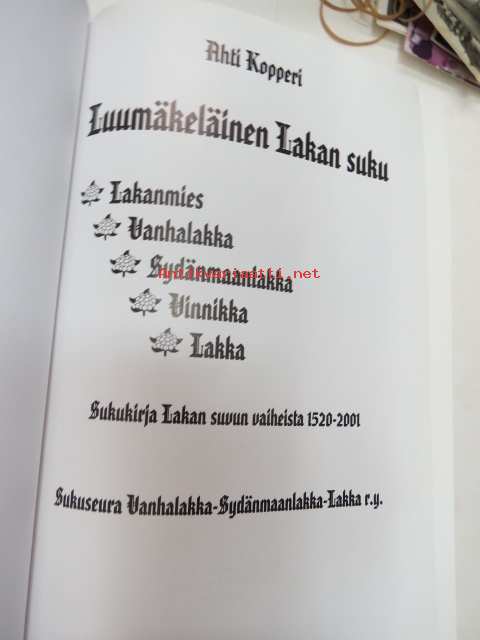 Ahti Kopperi
Luumäkeläinen Lakan suku
Lakanmies
Vanhalakka
Sydänmaanlakka
Vinnikka
Lakka
Sukukirja Lakan suvun vaiheista 1520-2001
Sukuseura Vanhalakka-Sydänmaanlakka-Lakka r.y.